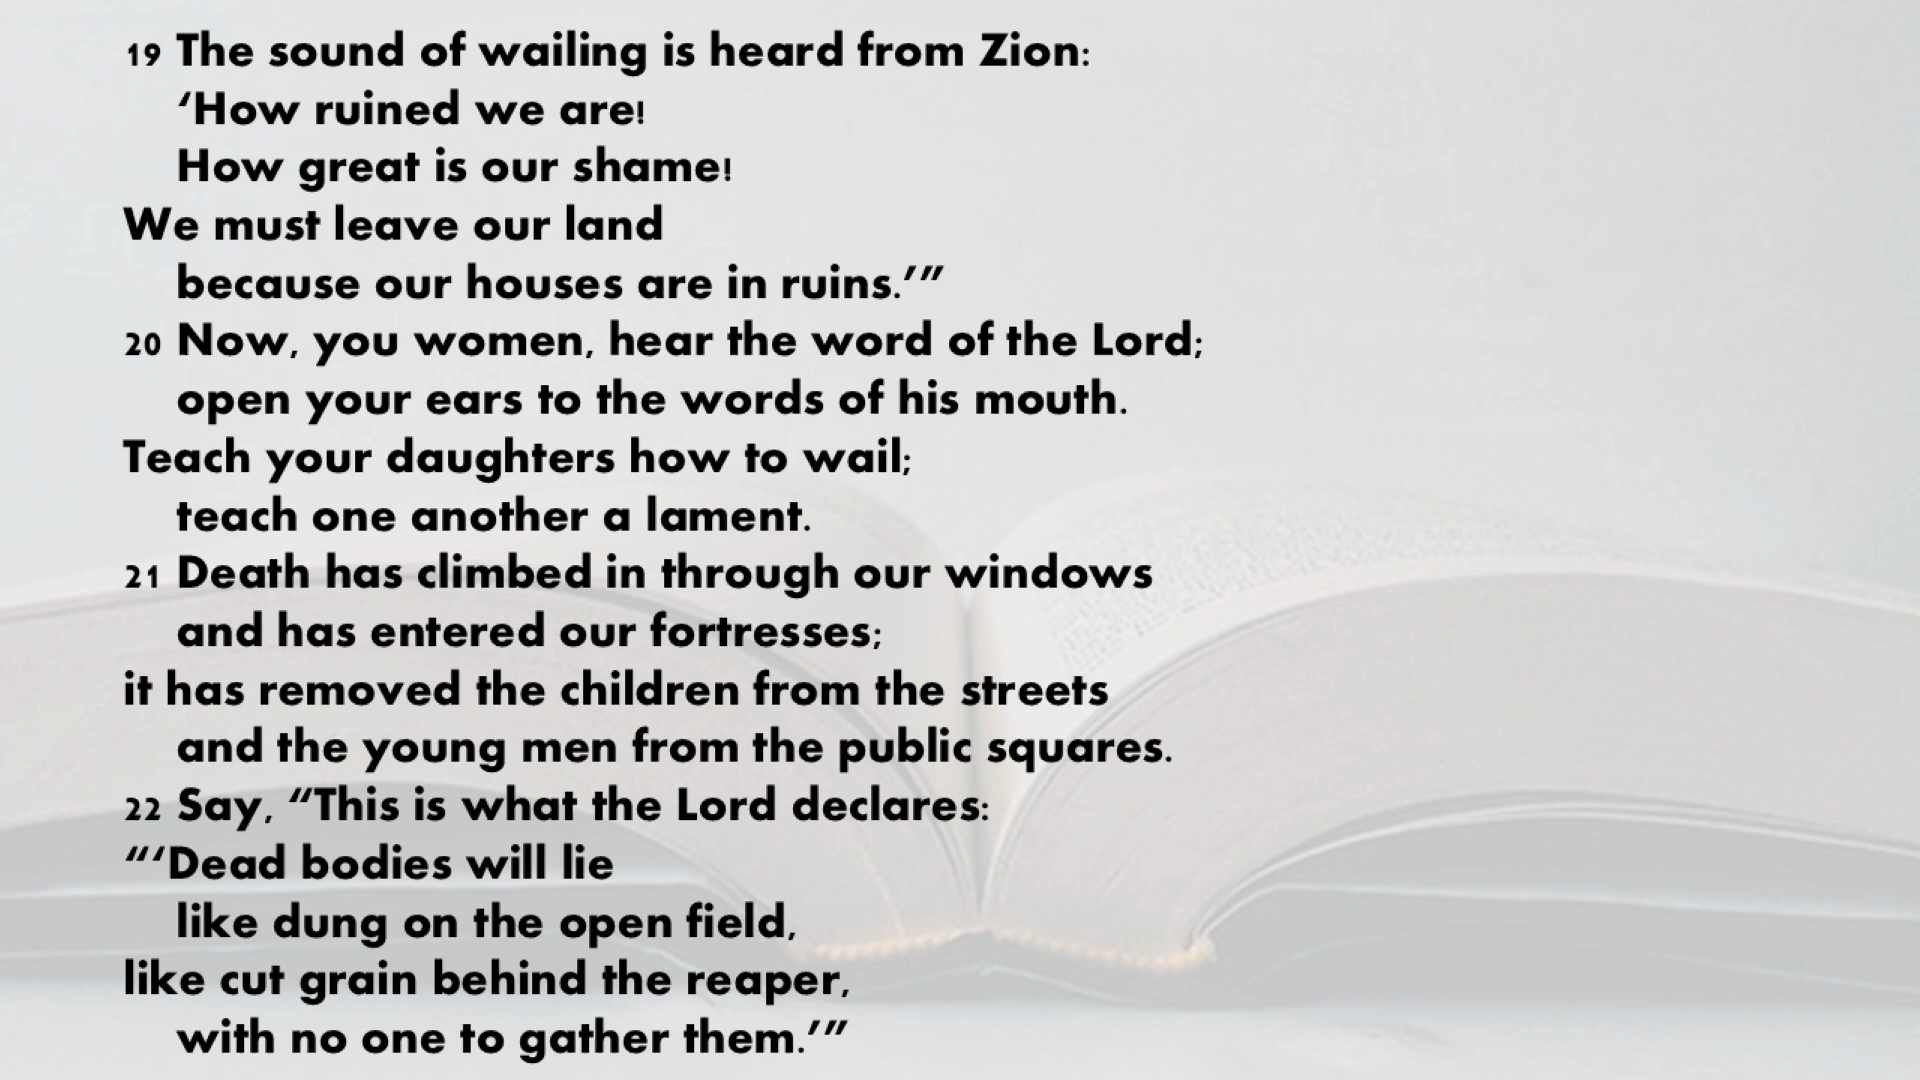 19 The sound of wailing is heard from Zion:
‘How ruined we are!
How great is our shame!
We must leave our land
because our houses are in ruins.’”
20 Now, you women, hear the word of the Lord;
open your ears to the words of his mouth.
Teach your daughters how to wail;
teach one another a lament.
21 Death has climbed in through our windows
and has entered our fortresses;
it has removed the children from the streets
and the young men from the public squares.
22 Say, “This is what the Lord declares:
“‘Dead bodies will lie
like dung on the open field,
like cut grain behind the reaper,
with no one to gather them.’”